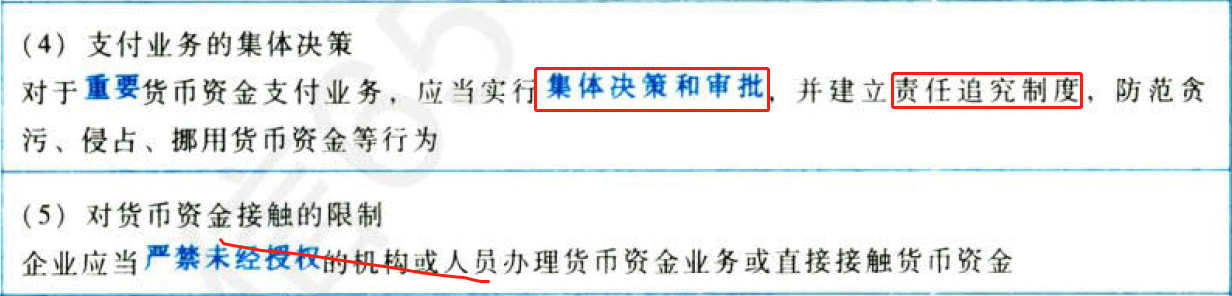 (4) 支付业务的集体决策
对于重要货币资金支付业务，应当实行集体决策和审批，并建立责任追究制度，防范贪
污、侵占、挪用货币资金等行为
(5) 对货币资金接触的限制
企业应当严禁未经授权的机构或人员办理货币资金业务或直接接触货币资金